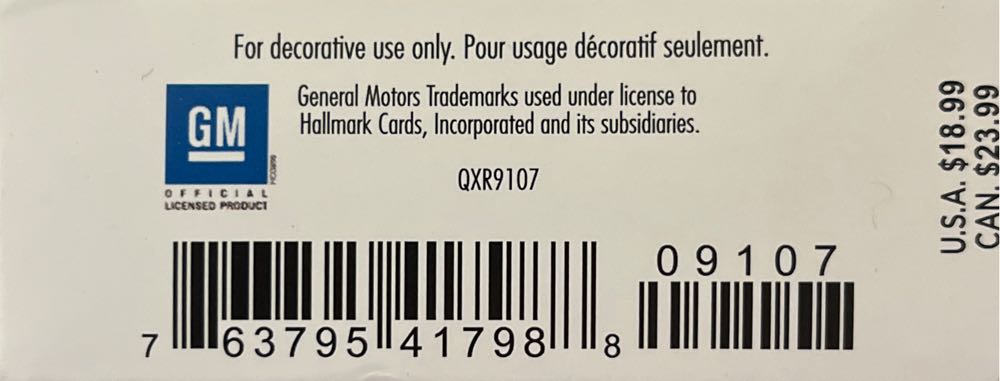 For decorative use only. Pour usage décoratif seulement.
GM
OFFICIAL
LICENSED PRODUCT
General Motors Trademarks used under license to
Hallmark Cards, Incorporated and its subsidiaries.
QXR9107
U.S.A. $18.99
CAN. $23.99
09107
7 63795 41798 8